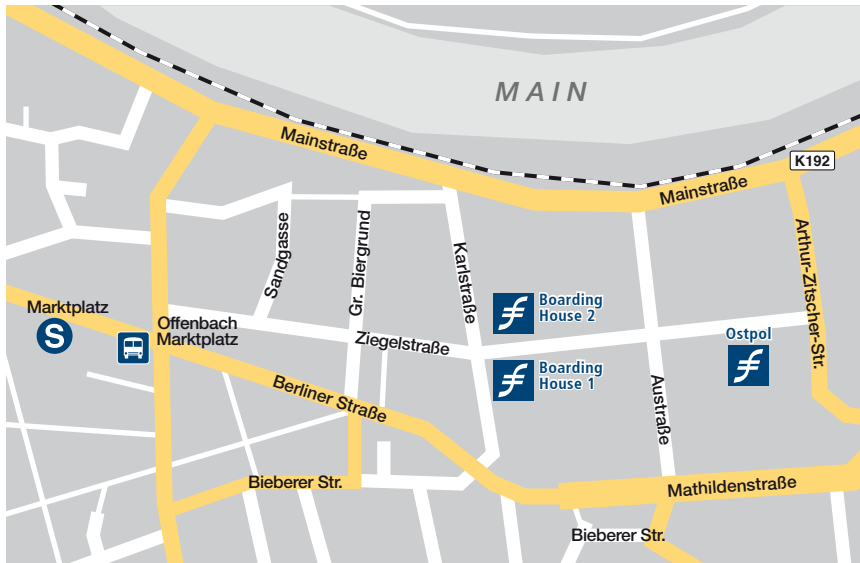 MAIN
Mainstraße
K192
Mainstraße
Sandgasse
Gr. Biergrund
Karlstraße
Arthur-Zitscher-Str.
Marktplatz
S
Offenbach
Marktplatz
Boarding
House 2
Ziegelstraße
Ostpol
Boarding
House 1
Berliner Straße
Austraße
Bieberer Str.
Mathildenstraße
Bieberer Str.